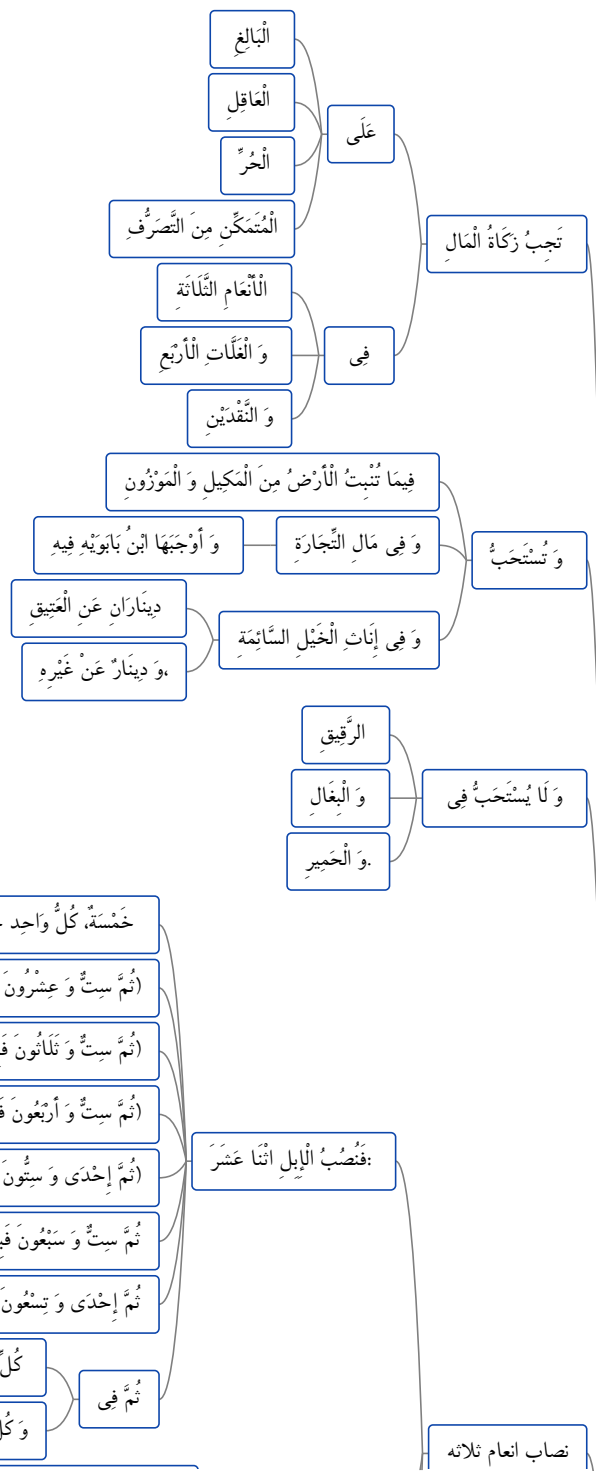 تَجِبُ زَكَاةُ الْمَالِ
عَلَى
الْبَالِغِ
الْعَاقِلِ
الْحُرِّ
الْمُتَمَكِّنِ مِنَ التَّصَرُّفِ
فِی
الْأَنْعَامِ الثَّلَاثَةِ
وَ الْغَلَّاتِ الْأَرْبَعِ
وَ النَّقْدَيْنِ
وَ تُسْتَحَبُّ
فِيمَا تُنْبِتُ الْأَرْضُ مِنَ الْمَكِيلِ وَ الْمَوْزُونِ
وَ فِی مَالِ التِّجَارَةِ
وَ أَوْجَبَهَا ابْنُ بَابَوَيْهِ فِيهِ
وَ فِی إِنَاثِ الْخَيْلِ السَّائِمَةِ
دِينَارَانِ عَنِ الْعَتِيقِ
،وَ دِينَارٌ عَنْ غَيْرِهِ
وَ لَا يُسْتَحَبُّ فِی
الرَّقِيقِ
وَ الْبِغَالِ
.وَ الْحَمِيرِ
نصاب انعام ثلاثه
:فَنُصُبُ الْإِبِلِ اثْنَا عَشَرَ
خَمْسَةٌ، كُلُّ وَاحِد
(ثُمَّ سِتٌّ وَ عِشْرُونَ
(ثُمَّ سِتٌّ وَ ثَلَاثُونَ
(ثُمَّ سِتٌّ وَ أَرْبَعُونَ
(ثُمَّ إِحْدَى وَ سِتُّونَ
ثُمَّ سِتٌّ وَ سَبْعُونَ
ثُمَّ إِحْدَى وَ تِسْعُونَ
ثُمَّ فِی